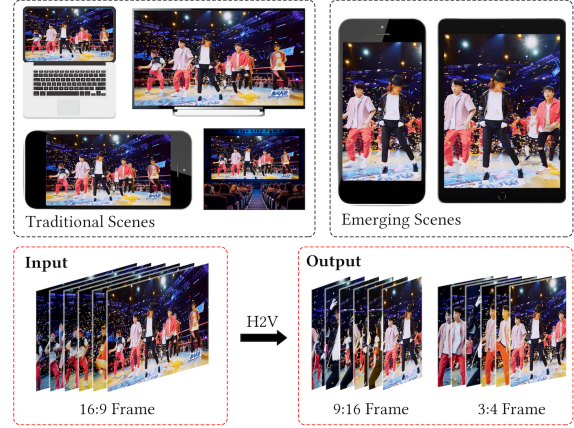 Traditional Scenes
Emerging Scenes
Input
Output
H2V
16:9 Frame
9:16 Frame
3:4 Frame